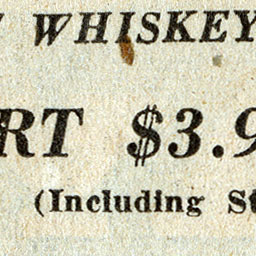 WHISKEY
RT $3.9
(Including St